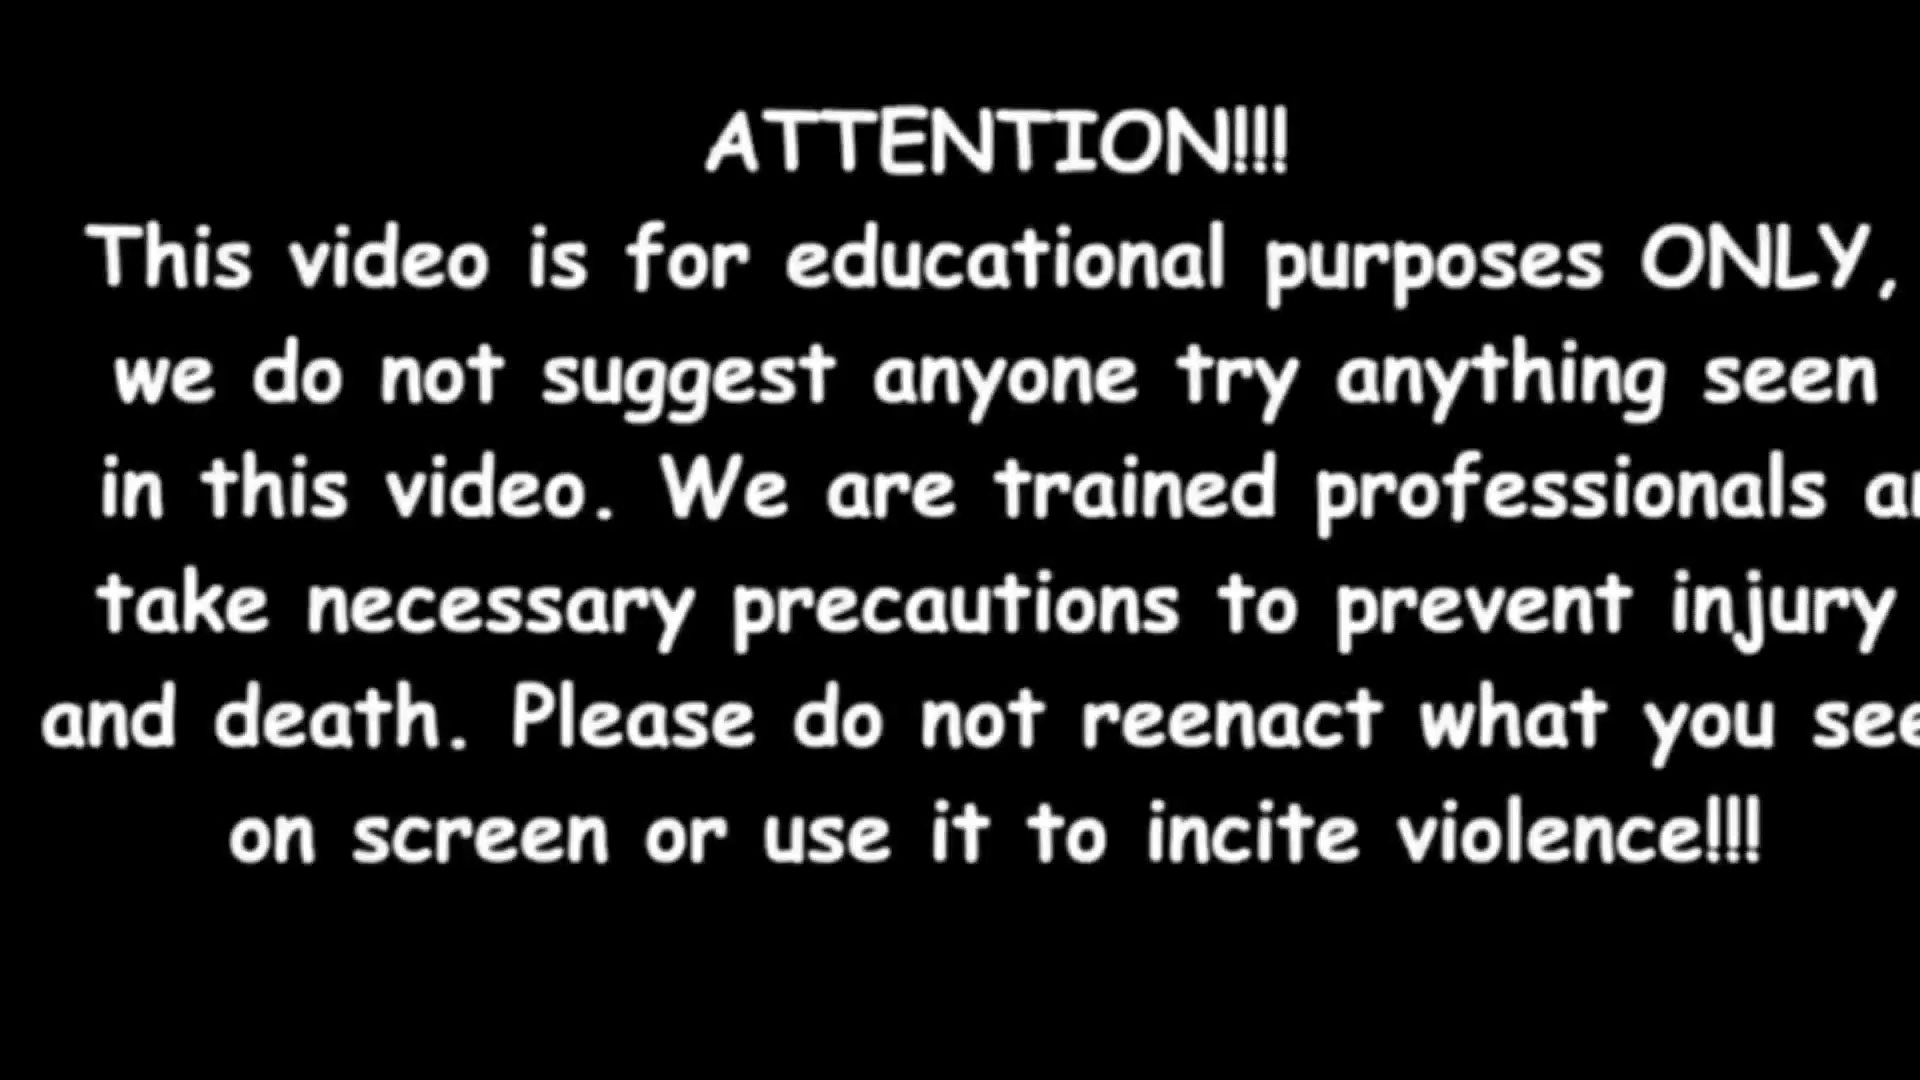 ATTENTION!!!
This video is for educational purposes ONLY,
we do not suggest anyone try anything seen
in this video. We are trained professionals
take necessary precautions to prevent injury
and death. Please do not reenact what you see
on screen or use it to incite violence!!!